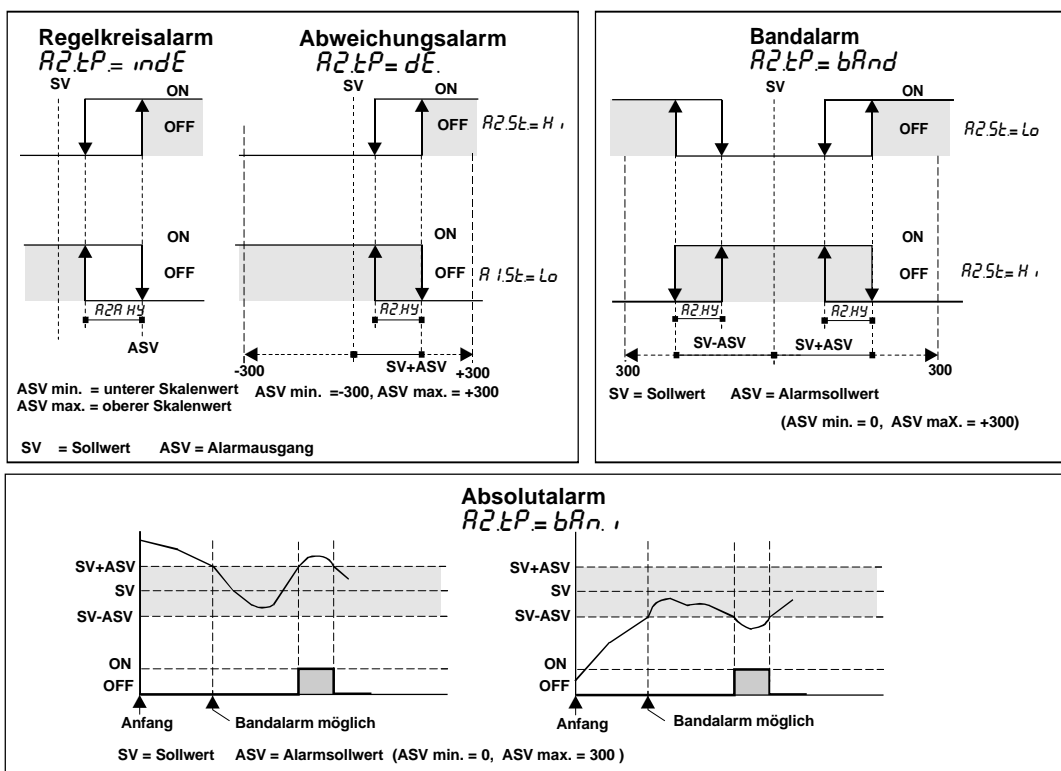 Regelkreisalarm
A2.tP.= indE
SV
ON
OFF
ON
OFF
A2A HY
ASV
ASV min. = unterer Skalenwert
ASV max. = oberer Skalenwert
Abweichungsalarm
A2.tP= dE.
SV
ON
OFF
A2.St.= Hi
ON
OFF
A1.St.= Lo
A2.HY
SV+ASV
-300
+300
ASV min. =-300, ASV max. = +300
SV = Sollwert ASV = Alarmausgang
Bandalarm
A2.tP.= bAnd
SV
ON
OFF
A2.St.= Lo
ON
OFF
A2.St.= Hi
A2.HY
A2.HY
SV-ASV
SV+ASV
300
300
SV = Sollwert ASV = Alarmsollwert
(ASV min. = 0, ASV maX. = +300)
Absolutalarm
A2.tP.= bAn. i
SV+ASV
SV
SV-ASV
ON
OFF
Anfang
Bandalarm möglich
SV+ASV
SV
SV-ASV
ON
OFF
Anfang
Bandalarm möglich
SV = Sollwert ASV = Alarmsollwert (ASV min. = 0, ASV max. = 300 )